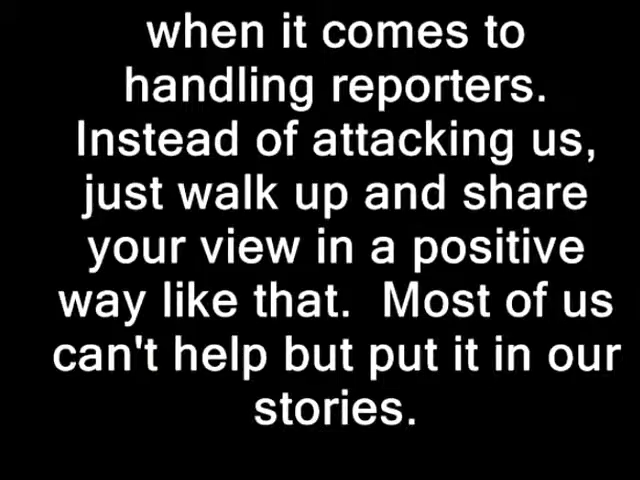 when it comes to
handling reporters.
Instead of attacking us,
just walk up and share
your view in a positive
way like that.  Most of us
can't help but put it in our
stories.